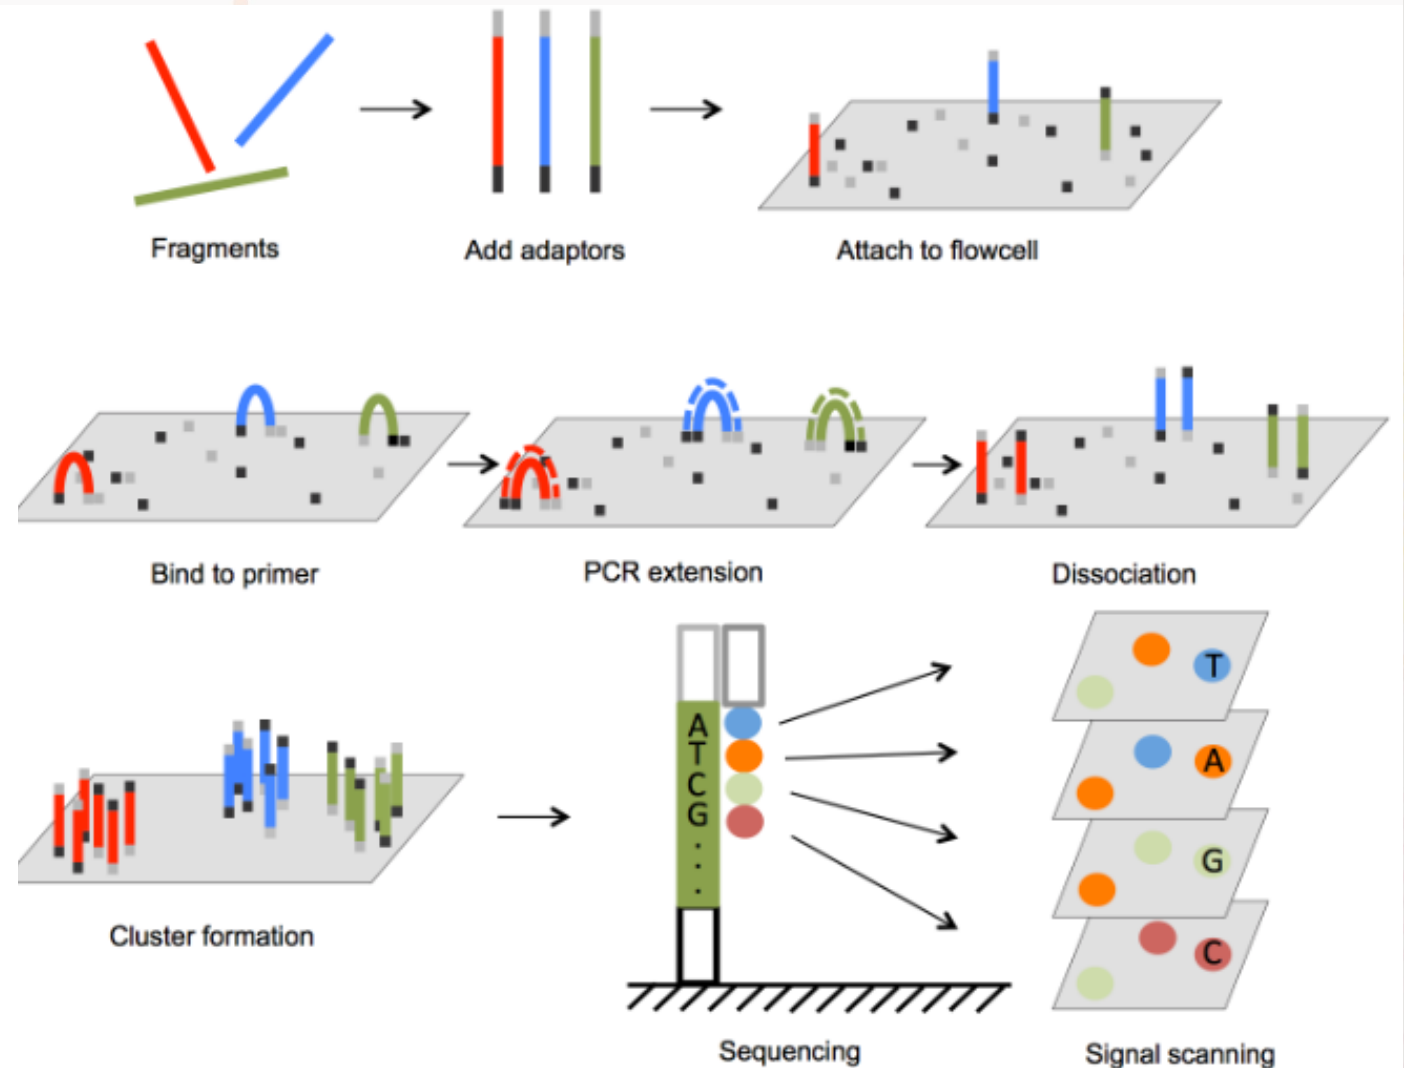 Fragments
Add adaptors
Attach to flowcell
Bind to primer
PCR extension
Dissociation
A
T
C
G
.
.
.
T
A
G
C
Cluster formation
Sequencing
Signal scanning